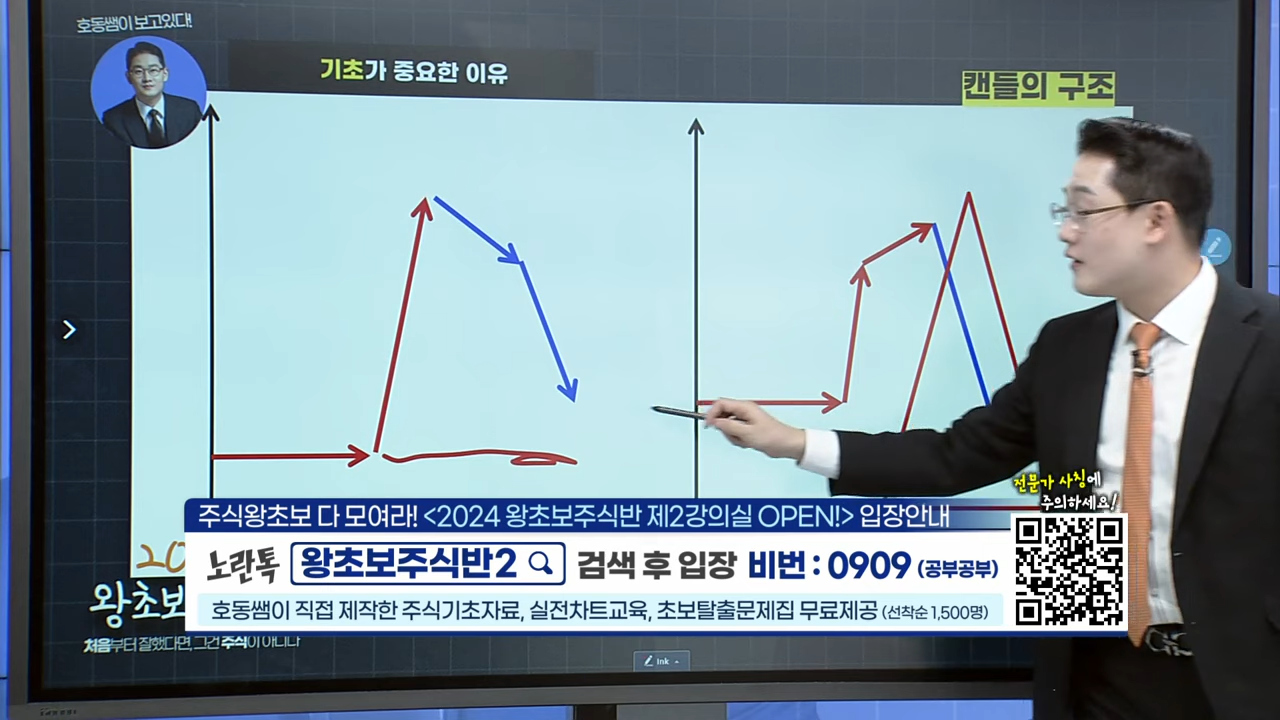 호동쌤이 보고있다!
기초가 중요한 이유
캔들의 구조
전문가 사칭에
주의하세요!
주식왕초보 다 모여라! <2024 왕초보주식반 제2강의실 OPEN!> 입장안내
20
노란톡 왕초보주식반2 검색 후 입장 비번 : 0909 (공부공부)
왕초보
호동쌤이 직접 제작한 주식기초자료, 실전차트교육, 초보탈출문제집 무료제공 (선착순 1,500명)
처음부터 잘했다면, 그건 주식이 아니다
Ink